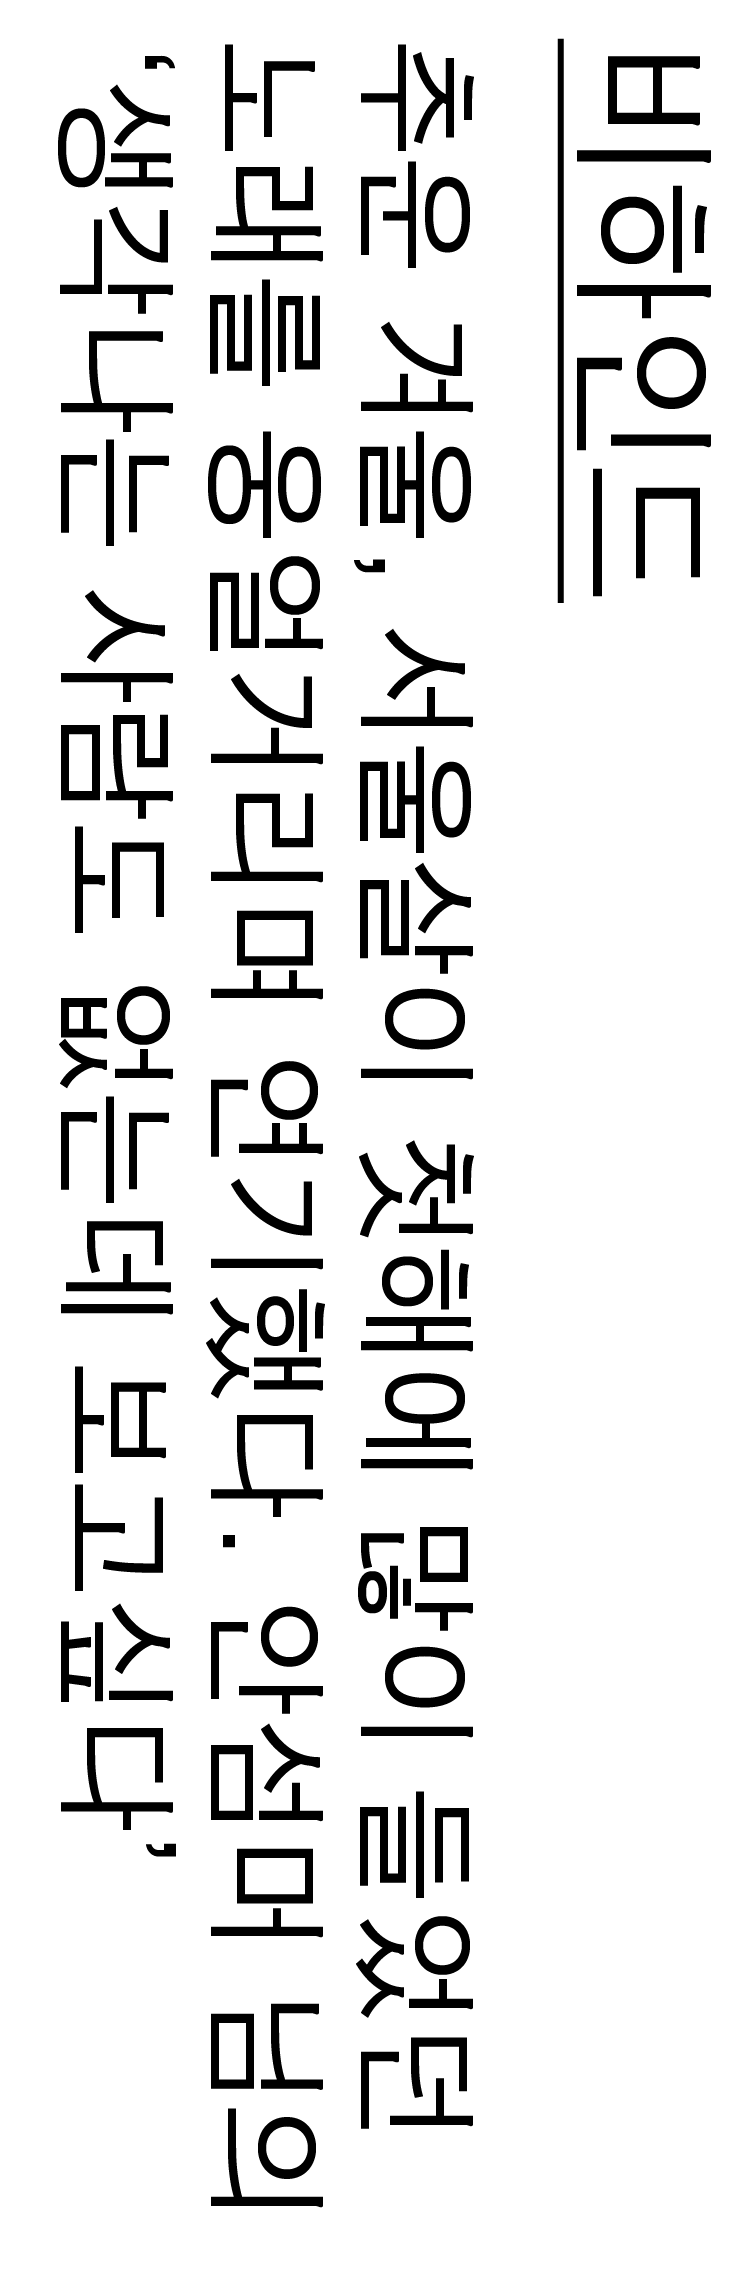 비하인드
추운 겨울, 서울살이 첫해에 많이 들었던
노래를 웅얼거리며 연기했다. 안섬머 님의
‘생각나는 사람도 없는데 보고싶다’